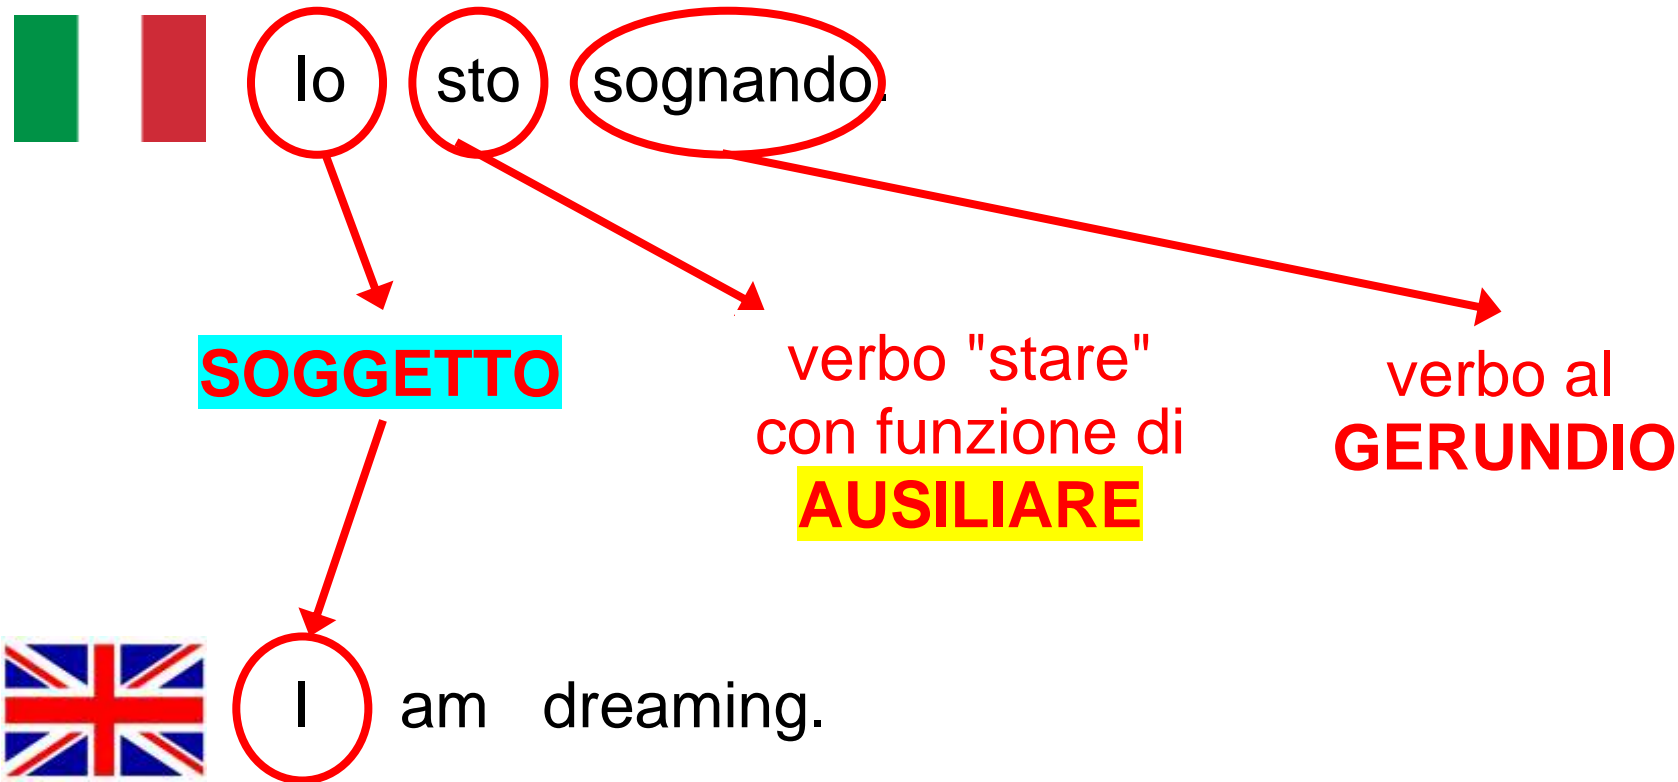 Io sto sognando.
SOGGETTO
verbo "stare"
con funzione di
AUSILIARE
verbo al
GERUNDIO
I am dreaming.